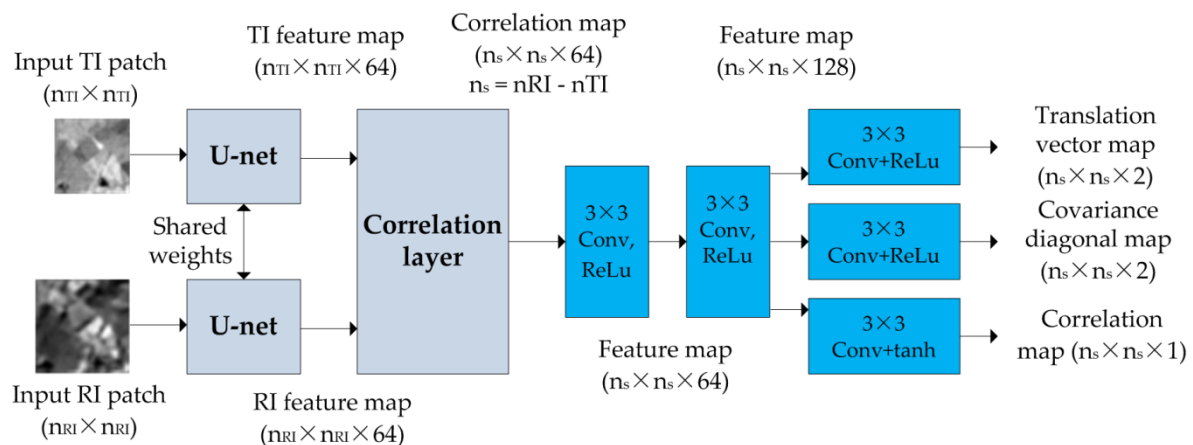 Input TI patch
(nTI×nTI)
TI feature map
(nTI×nTI×64)
Correlation map
(ns×ns×64)
ns = nRI - nTI
Feature map
(ns×ns×128)
U-net
Shared
weights
U-net
Input RI patch
(nRI×nRI)
RI feature map
(nRI×nRI×64)
Correlation
layer
3×3
Conv,
ReLu
3×3
Conv,
ReLu
Feature map
(ns×ns×64)
3×3
Conv+ReLu
3×3
Conv+ReLu
3×3
Conv+tanh
Translation
vector map
(ns×ns×2)
Covariance
diagonal map
(ns×ns×2)
Correlation
map (ns×ns×1)